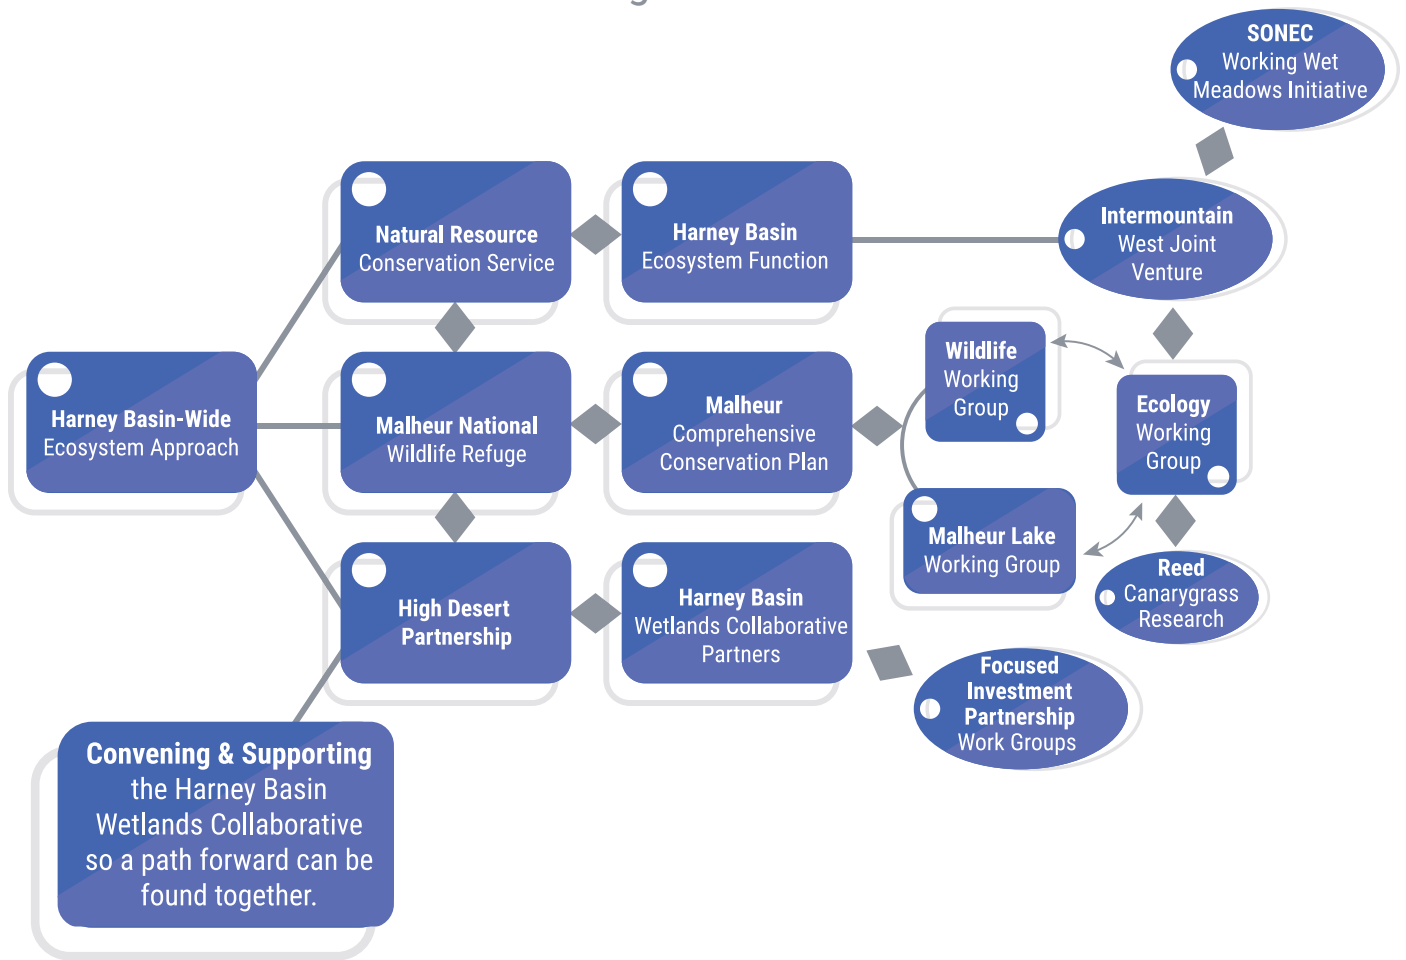 SONEC
Working Wet
Meadows Initiative
Natural Resource
Conservation Service
Harney Basin
Ecosystem Function
Intermountain
West Joint
Venture
Harney Basin-Wide
Ecosystem Approach
Malheur National
Wildlife Refuge
Malheur
Comprehensive
Conservation Plan
Wildlife
Working
Group
Ecology
Working
Group
Malheur Lake
Working Group
Reed
Canarygrass
Research
High Desert
Partnership
Harney Basin
Wetlands Collaborative
Partners
Focused
Investment
Partnership
Work Groups
Convening & Supporting
the Harney Basin
Wetlands Collaborative
so a path forward can be
found together.